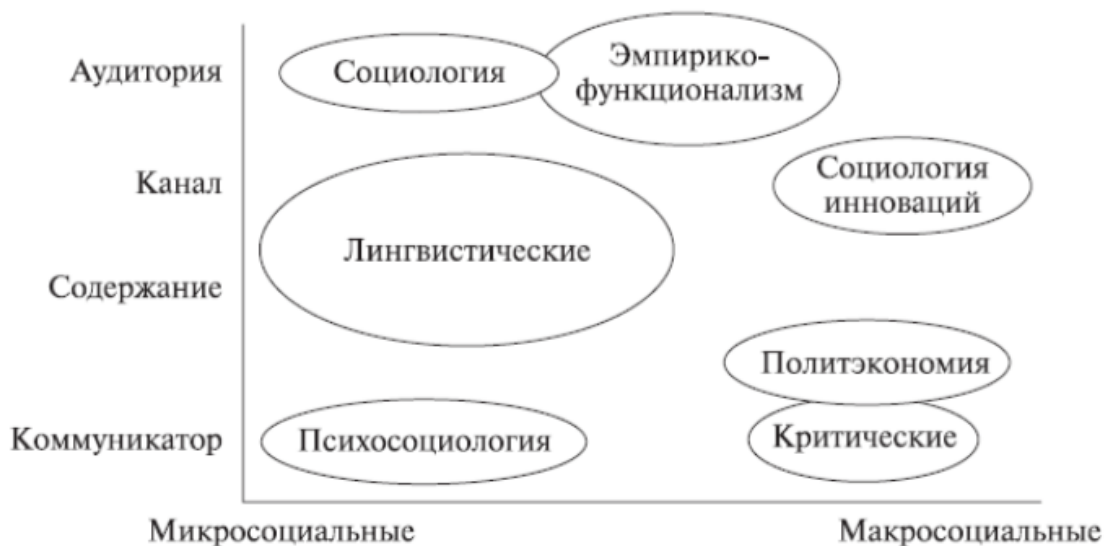 Аудитория
Социология
Эмпирико-
функционализм
Канал
Социология
инноваций
Лингвистические
Содержание
Политэкономия
Коммуникатор
Психосоциология
Критические
Микросоциальные
Макросоциальные